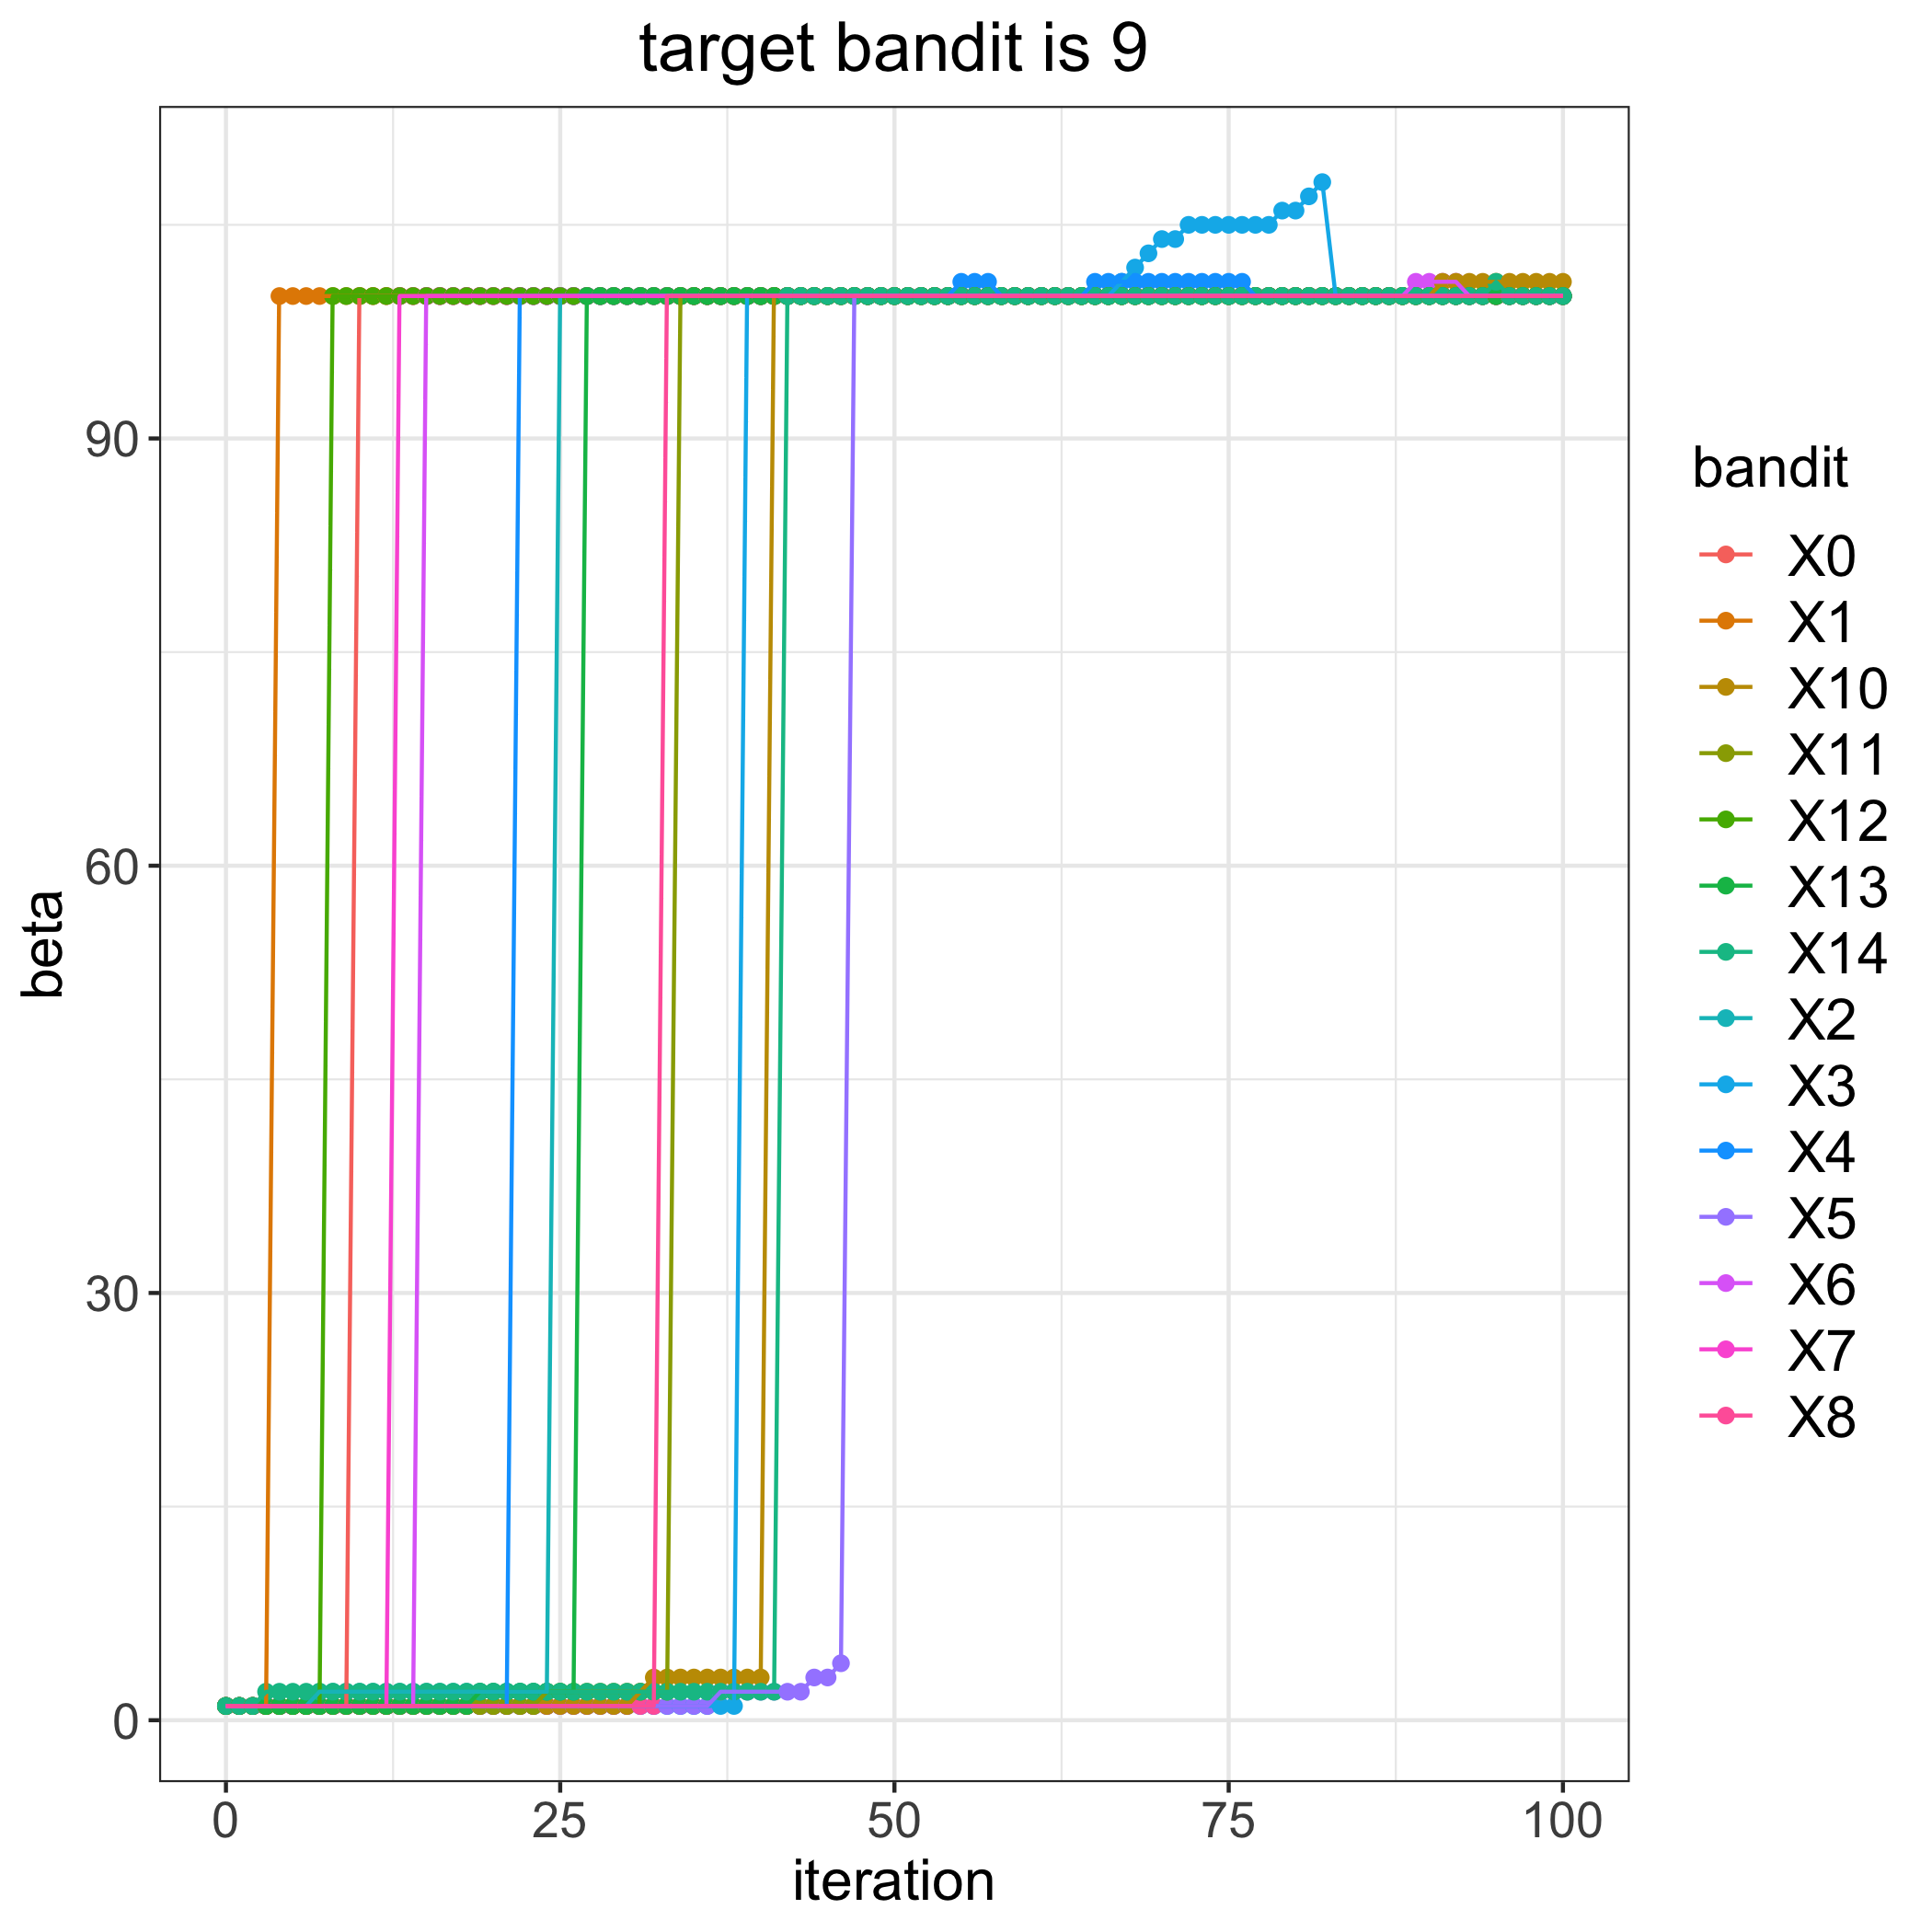 target bandit is 9
90
60
30
0
beta
0 25 50 75 100
iteration
bandit
X0
X1
X10
X11
X12
X13
X14
X2
X3
X4
X5
X6
X7
X8